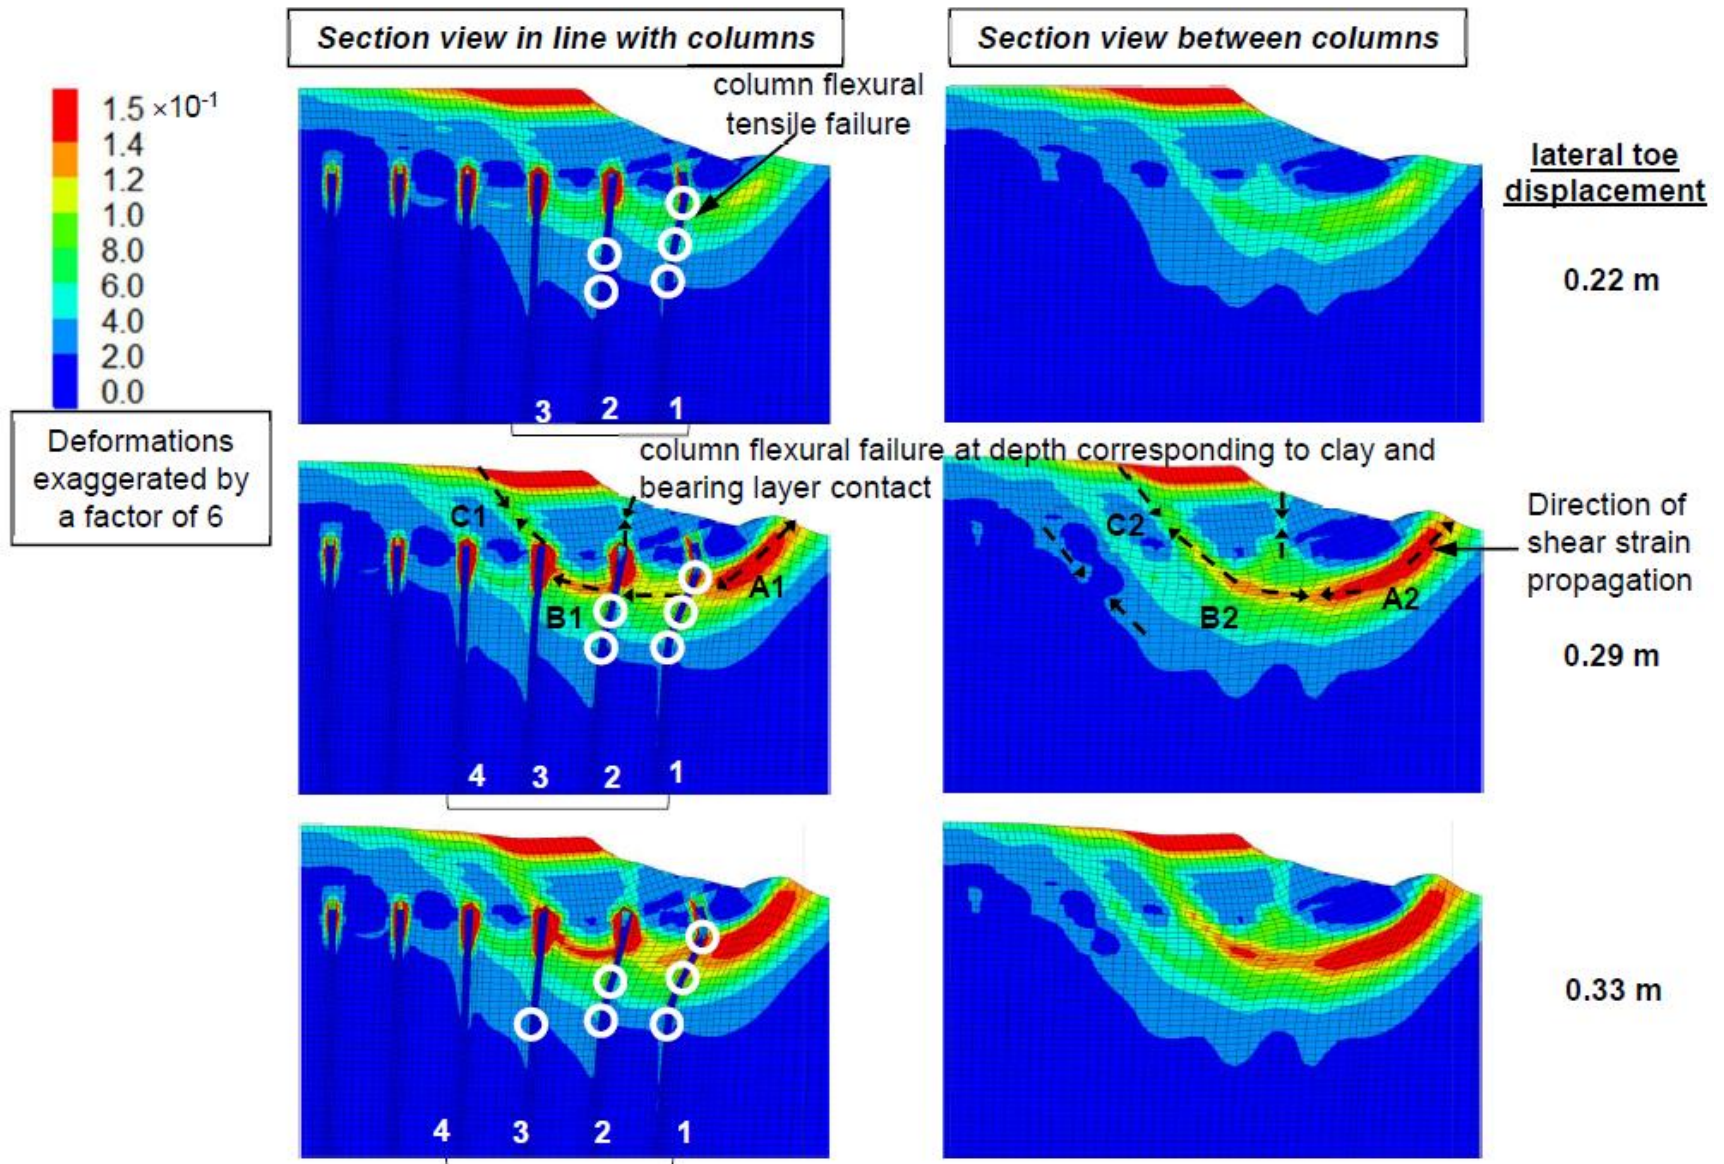 Section view in line with columns
Section view between columns
column flexural
tensile failure
1.5 ×10-1
1.4
1.2
1.0
8.0
6.0
4.0
2.0
0.0
Deformations
exaggerated by
a factor of 6
lateral toe
displacement
0.22 m
3 2 1
column flexural failure at depth corresponding to clay and
bearing layer contact
C1
B1
A1
C2
B2
A2
Direction of
shear strain
propagation
0.29 m
4 3 2 1
0.33 m
4 3 2 1